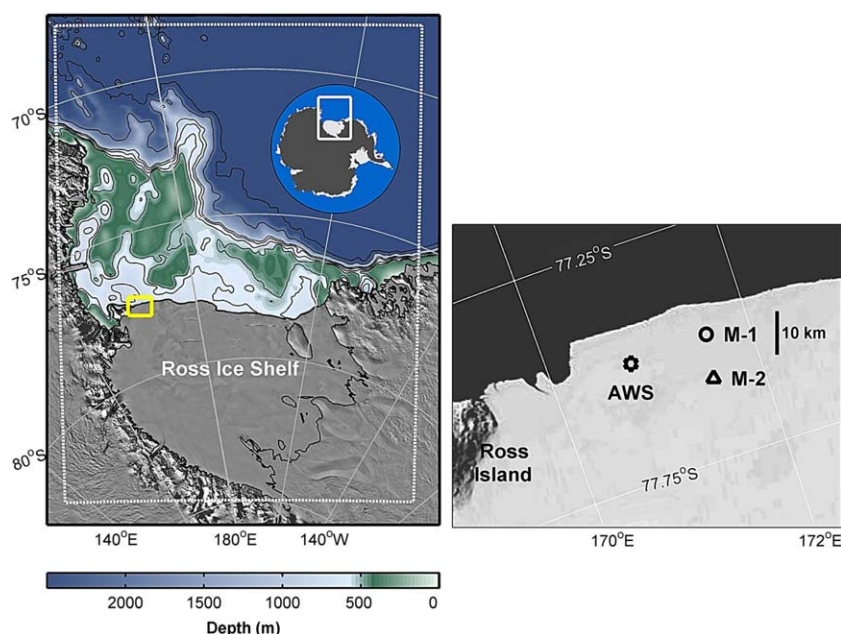 70°S
75°S
80°S
Ross Ice Shelf
140°E
180°W
140°W
2000
1500
1000
500
0
Depth (m)
77.25°S
M-1
10 km
AWS
M-2
Ross
Island
77.75°S
170°E
172°E